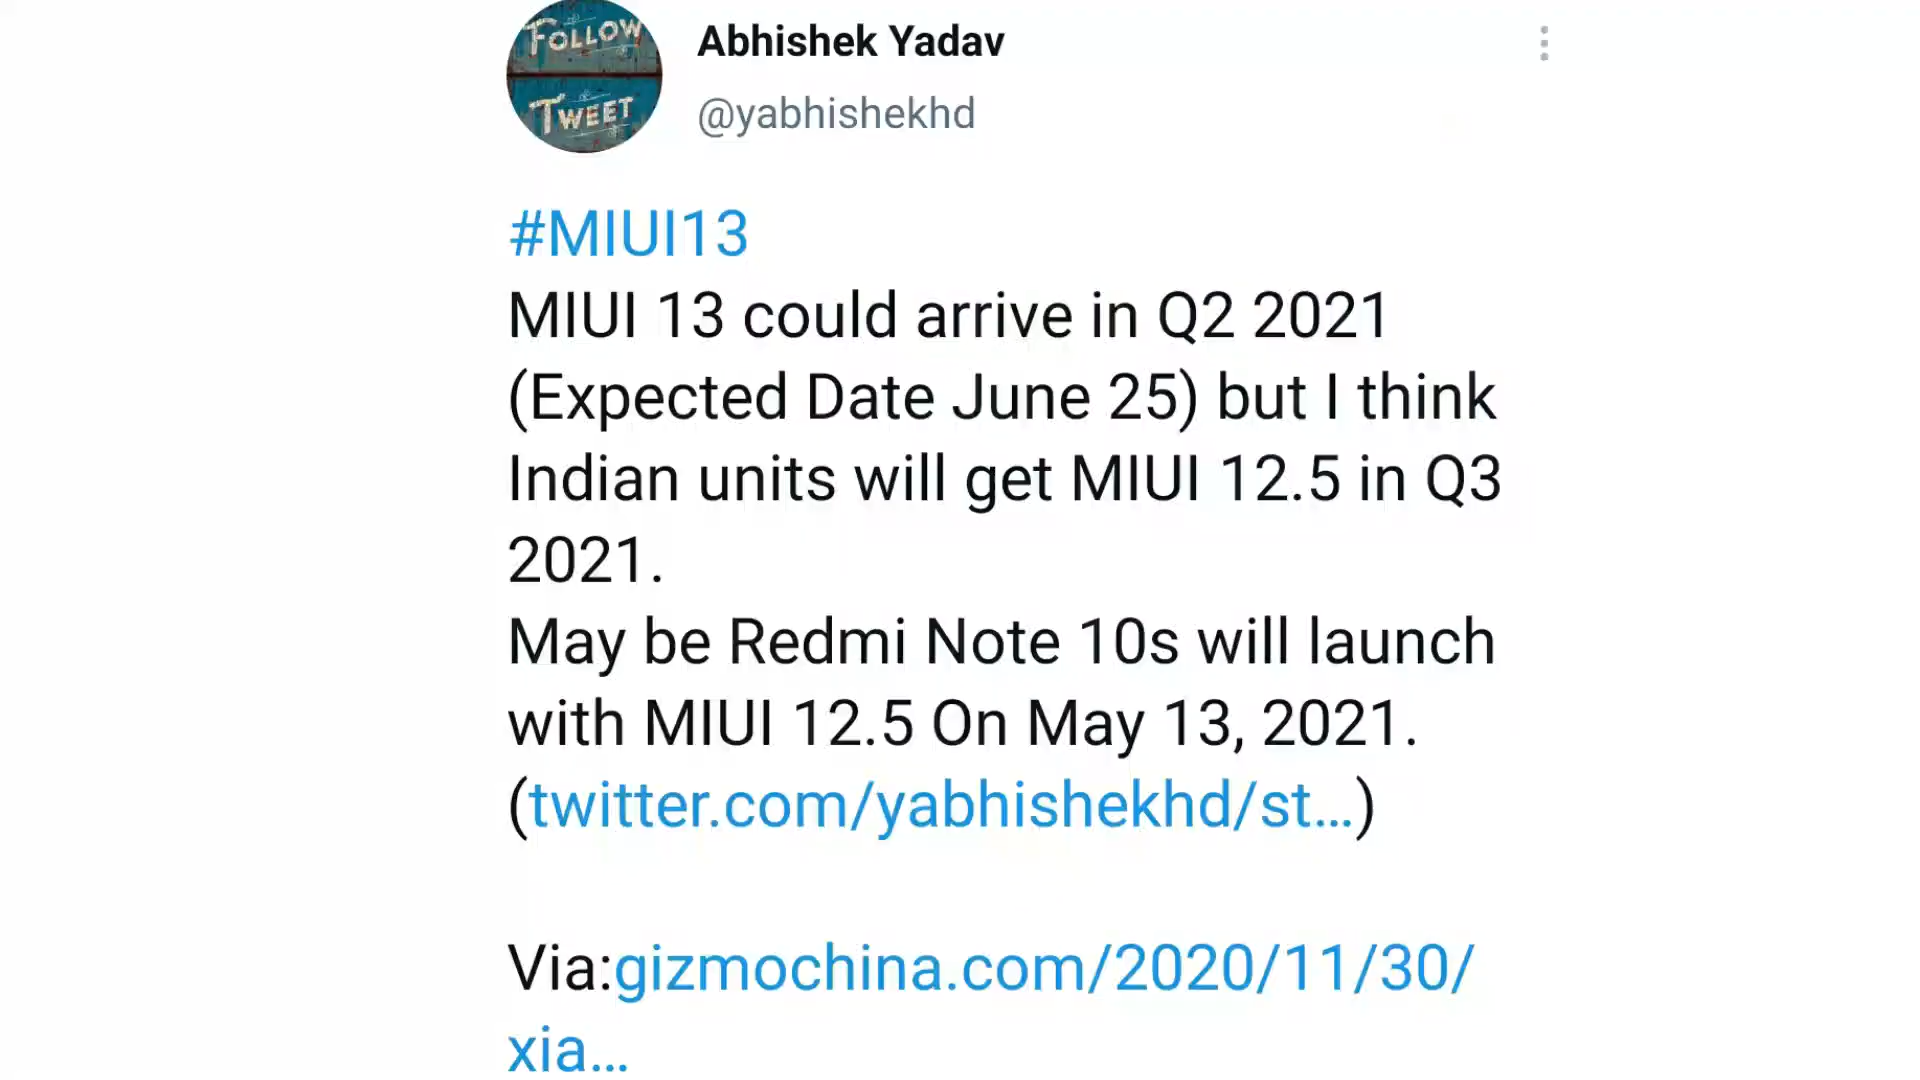 FOLLOW
TWEET
Abhishek Yadav
@yabhishekhd
#MIUI13
MIUI 13 could arrive in Q2 2021
(Expected Date June 25) but I think
Indian units will get MIUI 12.5 in Q3
2021.
May be Redmi Note 10s will launch
with MIUI 12.5 On May 13, 2021.
(twitter.com/yabhishekhd/st…)
Via:gizmochina.com/2020/11/30/
xia…